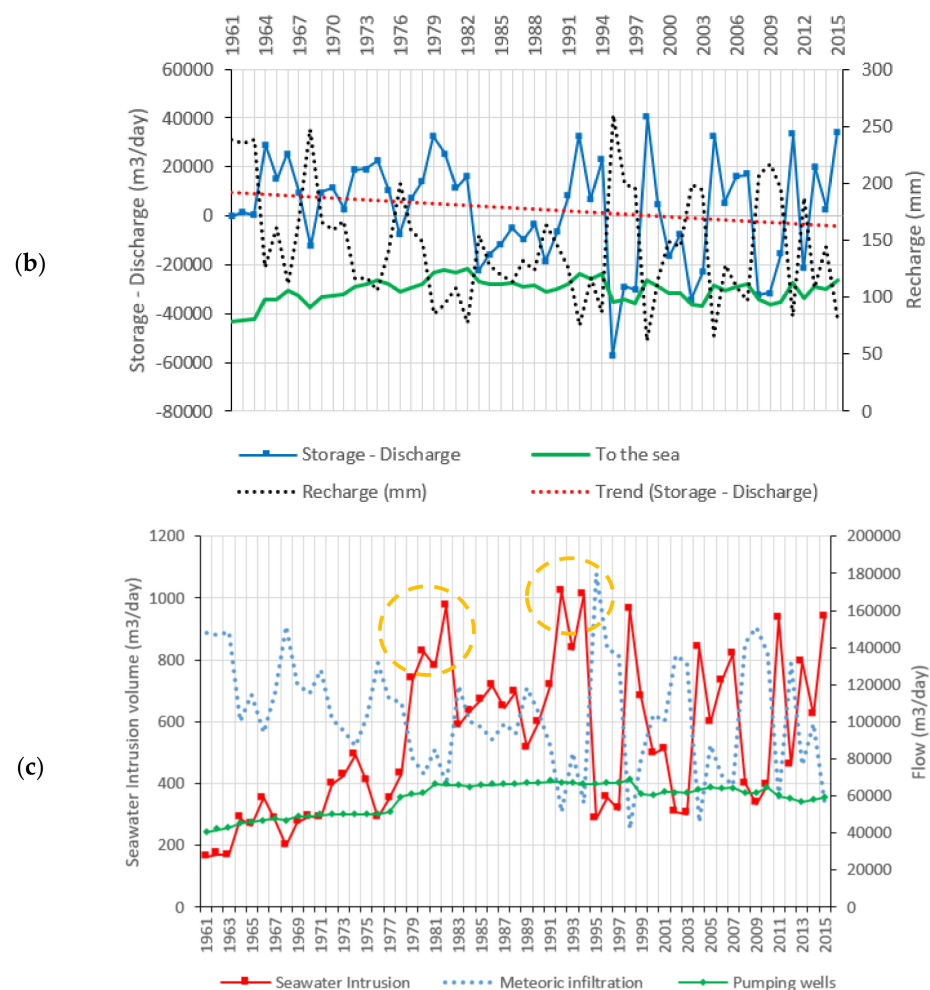 1961 1964 1967 1970 1973 1976 1979 1982 1985 1988 1991 1994 1997 2000 2003 2006 2009 2012 2015
60000 300
40000 250
20000 200
0 150
-20000 100
-40000 50
-60000 0
-80000
Storage - Discharge (m3/day)
Recharge (mm)
(b)
Storage - Discharge To the sea
Recharge (mm) Trend (Storage - Discharge)
1200 200000
180000
1000 160000
140000
800 120000
600 100000
80000
400 60000
40000
200 20000
0 0
Seawater Intrusion volume (m3/day)
Flow (m3/day)
(c)
1961 1963 1965 1967 1969 1971 1973 1975 1977 1979 1981 1983 1985 1987 1989 1991 1993 1995 1997 1999 2001 2003 2005 2007 2009 2011 2013 2015
Seawater Intrusion Meteoric infiltration Pumping wells